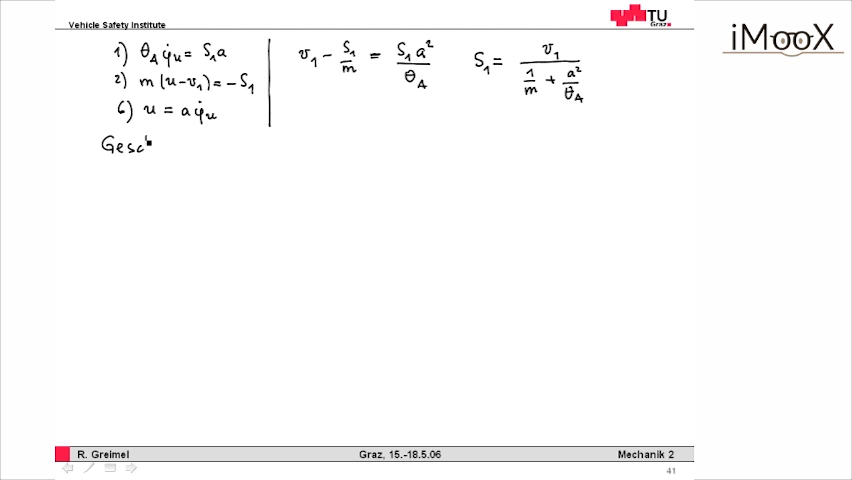 Vehicle Safety Institute
TU
Graz
iMooX
1) θ_A φ̇_u = S_1 a
2) m (u - v_1) = - S_1
6) u = a φ̇_u
v_1 - S_1/m = S_1 a²/θ_A
S_1 = v_1 / (1/m + a²/θ_A)
Gesc
R. Greimel Graz, 15.-18.5.06 Mechanik 2
41